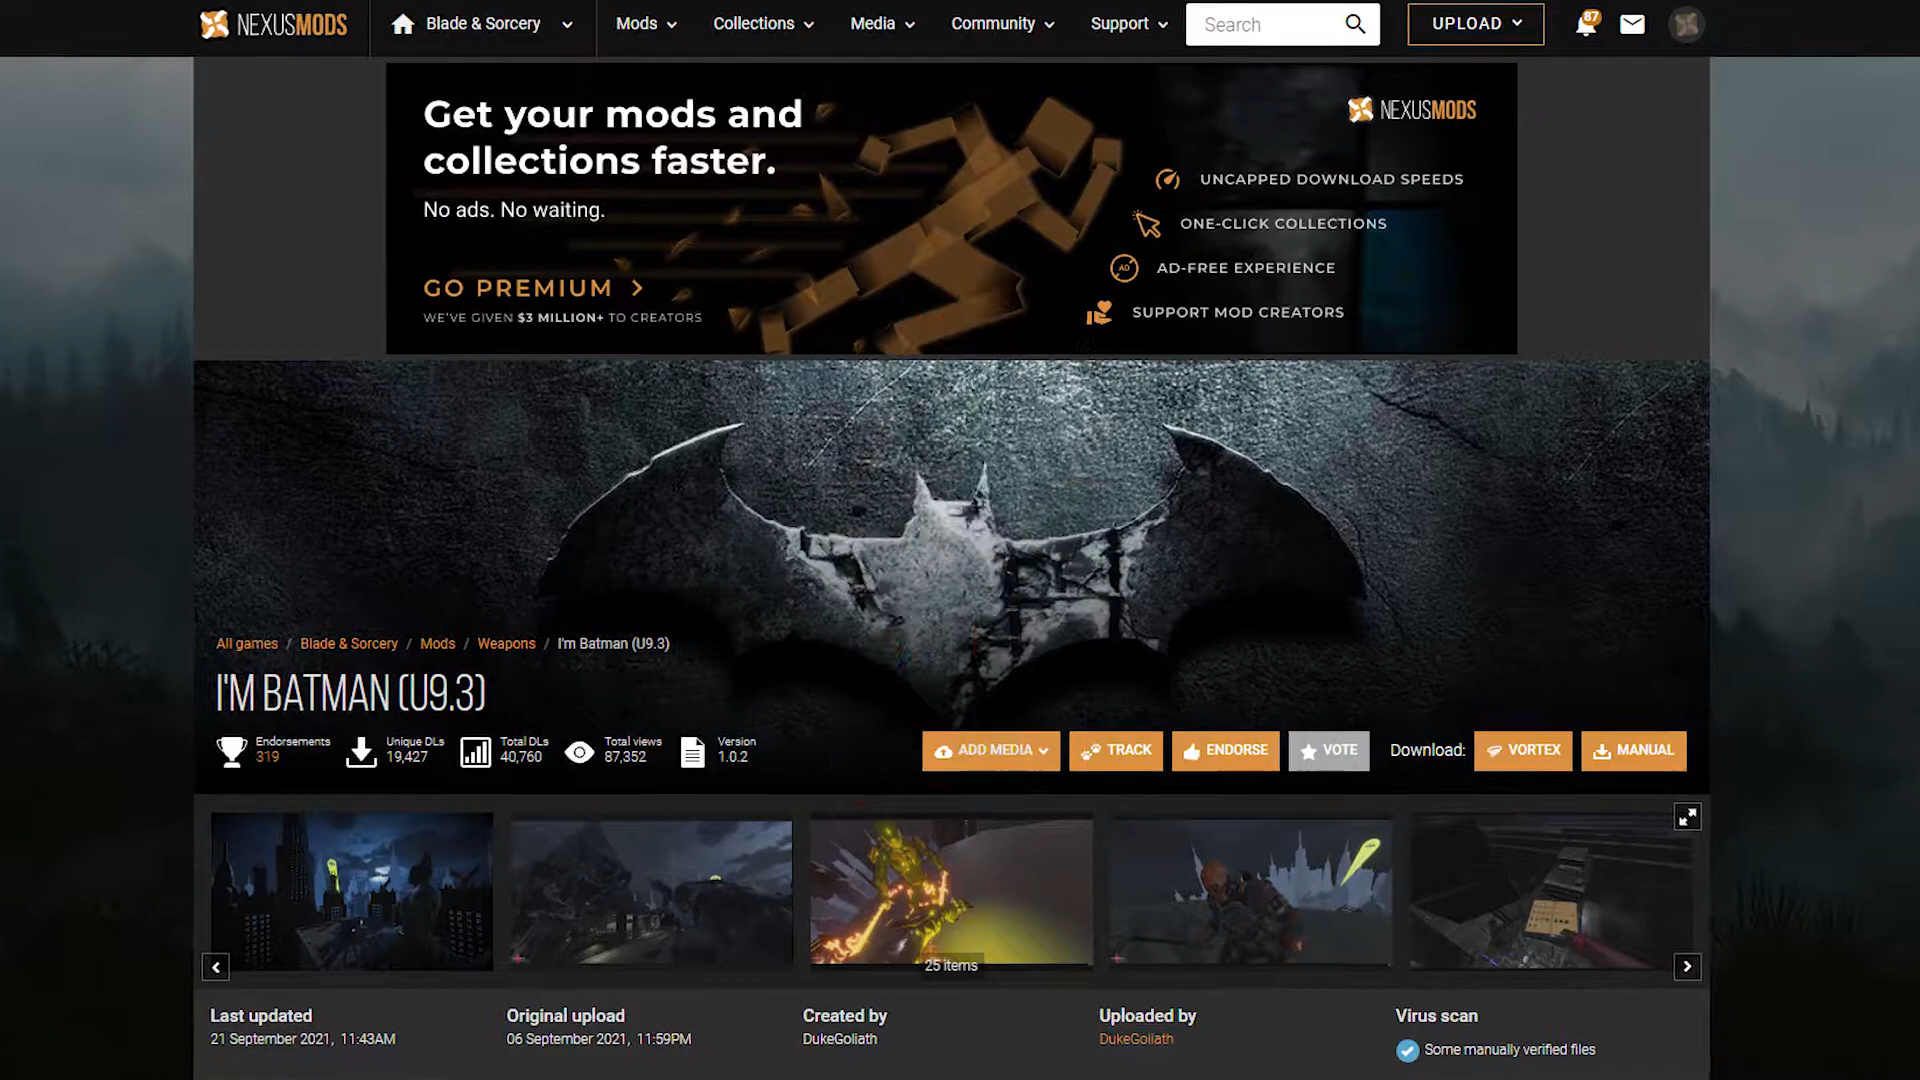 NEXUSMODS
Blade & Sorcery
Mods
Collections
Media
Community
Support
Search
UPLOAD
87
Get your mods and
collections faster.
No ads. No waiting.
GO PREMIUM
WE'VE GIVEN $3 MILLION+ TO CREATORS
NEXUSMODS
UNCAPPED DOWNLOAD SPEEDS
ONE-CLICK COLLECTIONS
AD
AD-FREE EXPERIENCE
SUPPORT MOD CREATORS
All games / Blade & Sorcery / Mods / Weapons / I'm Batman (U9.3)
I'M BATMAN (U9.3)
Endorsements
319
Unique DLs
19,427
Total DLs
40,760
Total views
87,352
Version
1.0.2
ADD MEDIA
TRACK
ENDORSE
VOTE
Download:
VORTEX
MANUAL
25 items
Last updated
21 September 2021, 11:43AM
Original upload
06 September 2021, 11:59PM
Created by
DukeGoliath
Uploaded by
DukeGoliath
Virus scan
Some manually verified files